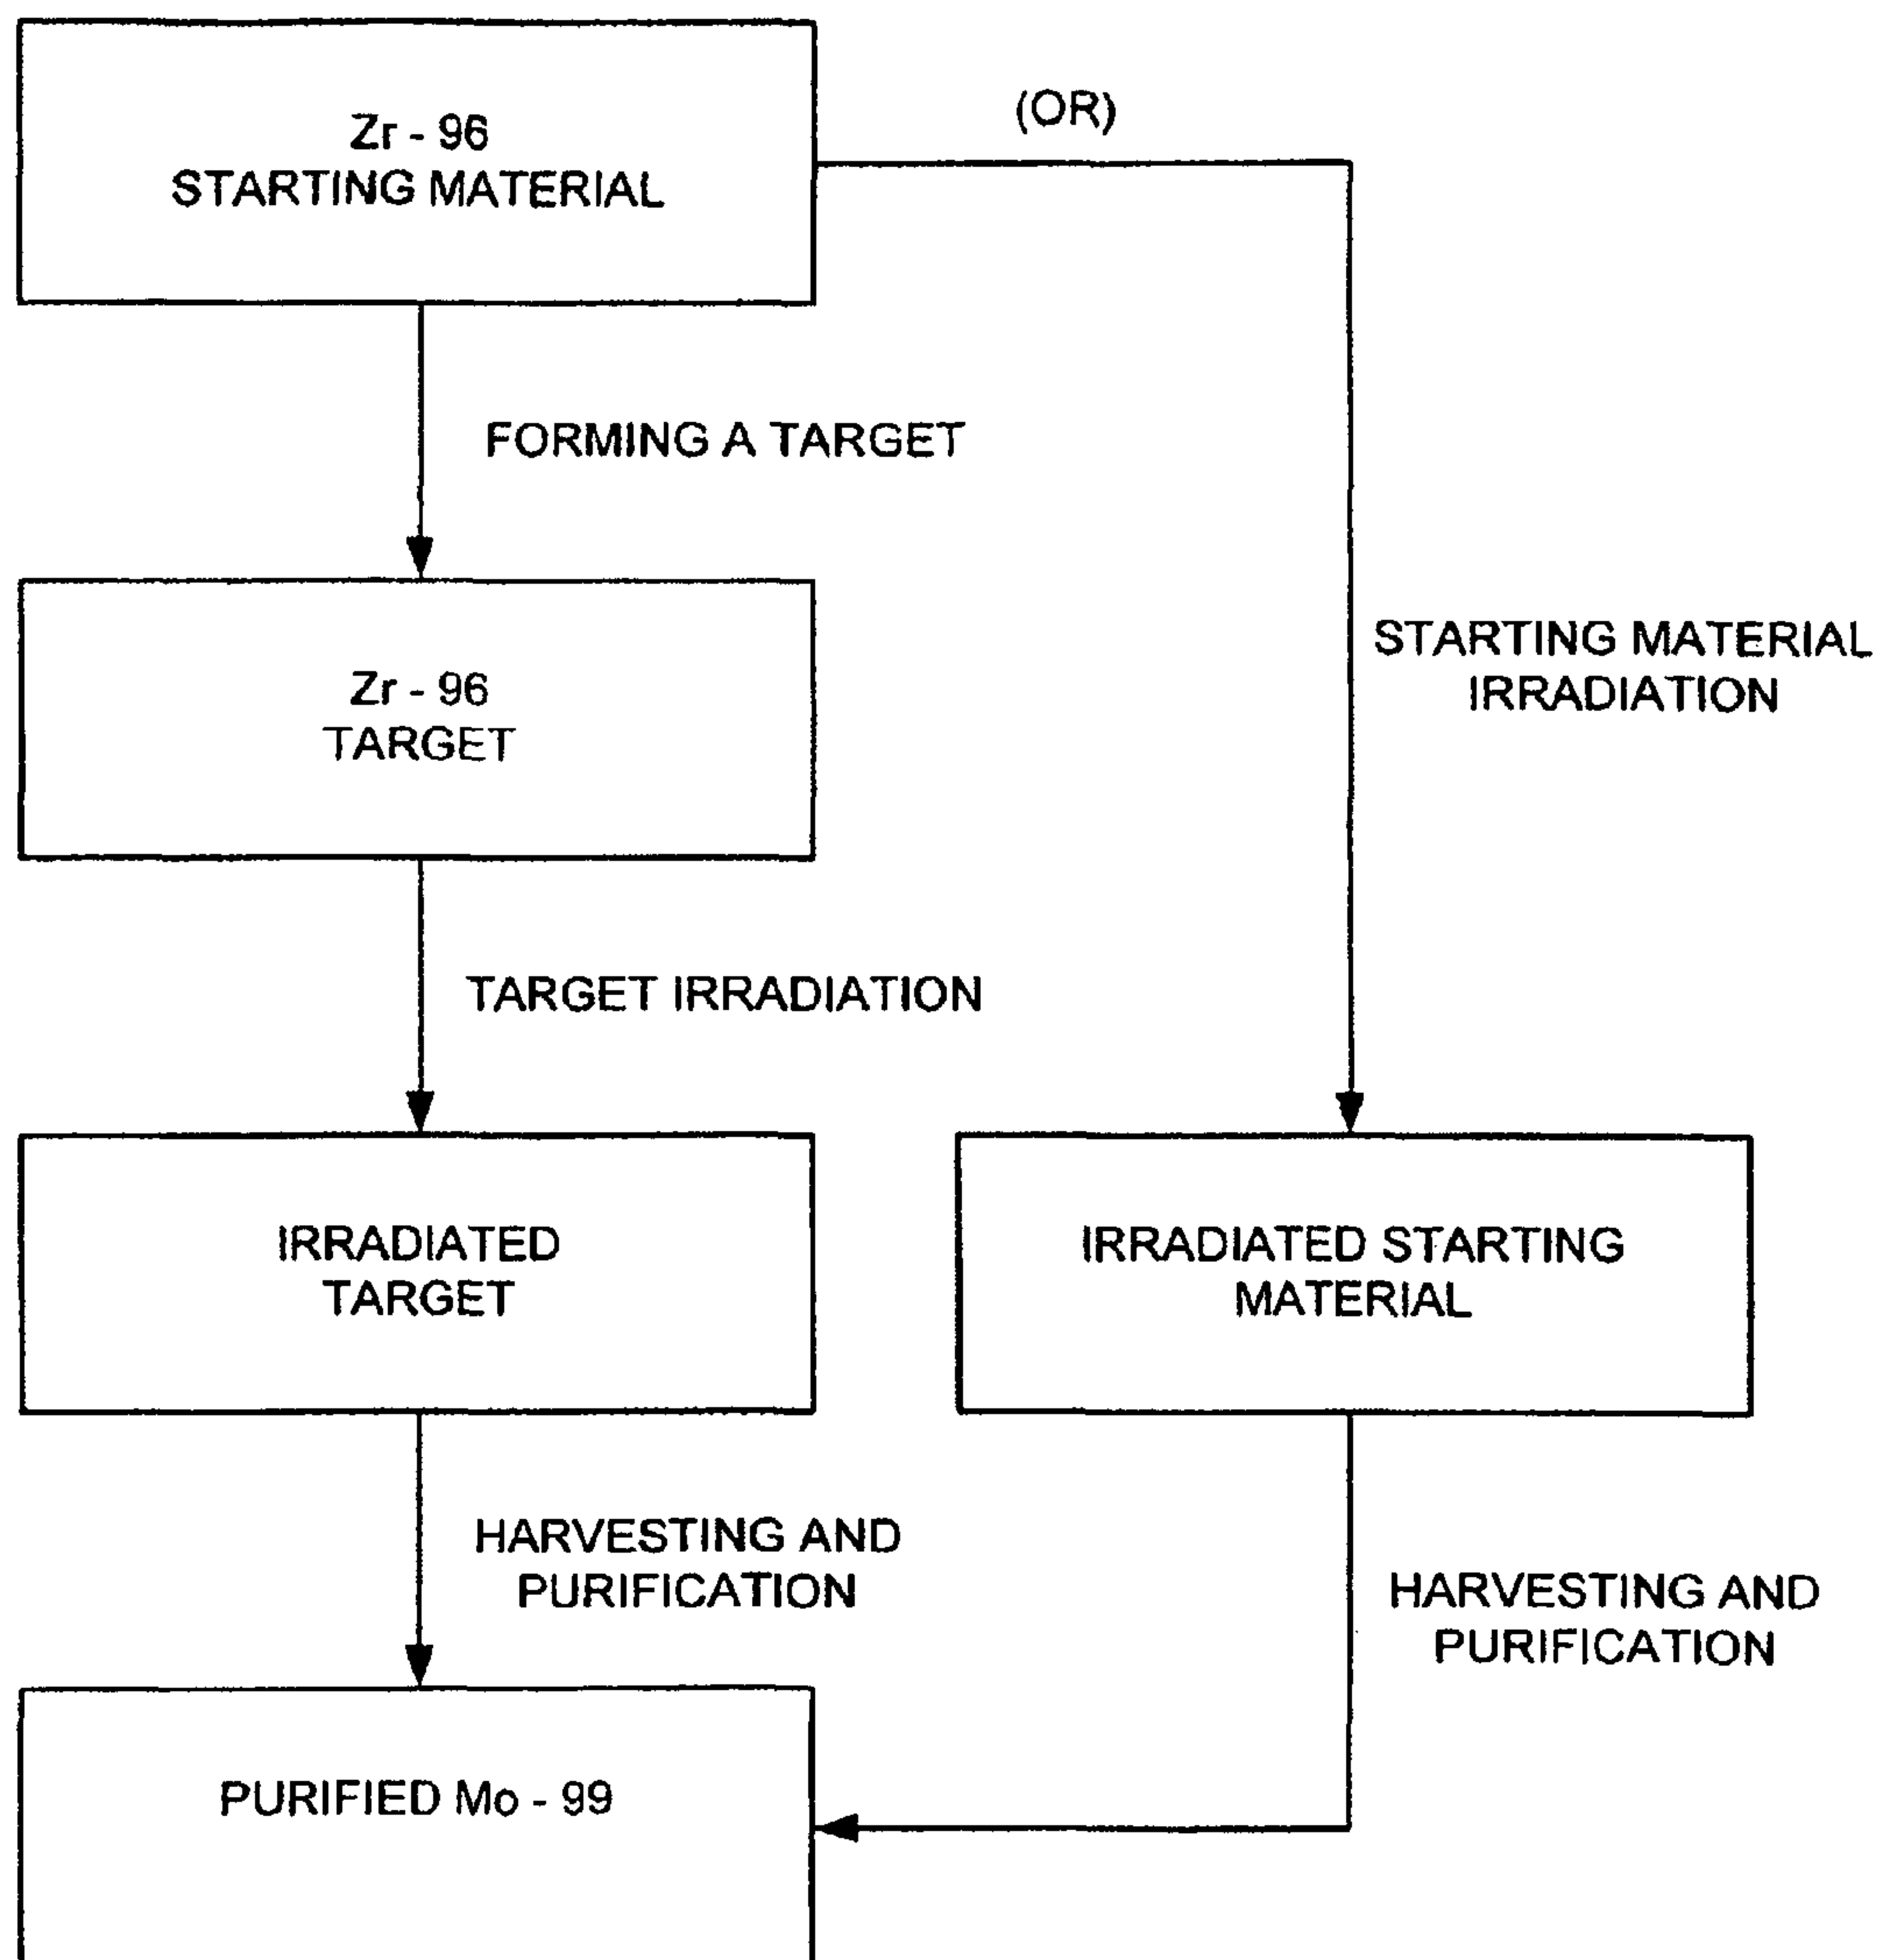 Zr - 96
STARTING MATERIAL
(OR)
FORMING A TARGET
Zr - 96
TARGET
STARTING MATERIAL
IRRADIATION
TARGET IRRADIATION
IRRADIATED
TARGET
IRRADIATED STARTING
MATERIAL
HARVESTING AND
PURIFICATION
HARVESTING AND
PURIFICATION
PURIFIED Mo - 99